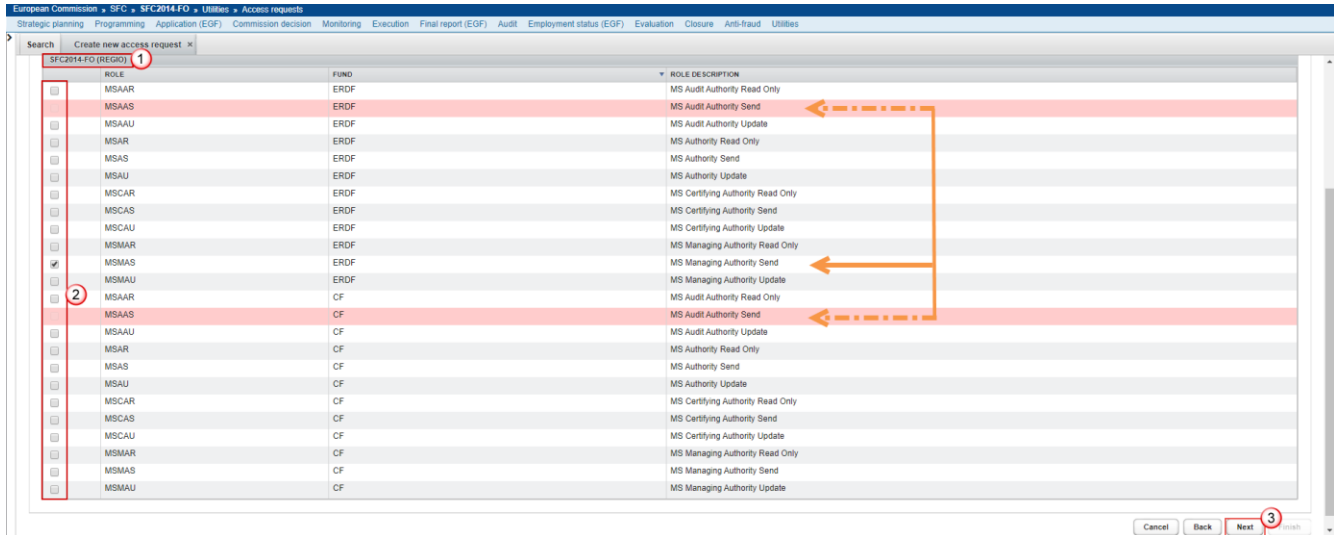 European Commission » SFC » SFC2014-FO » Utilities » Access requests
Strategic planning Programming Application (EGF) Commission decision Monitoring Execution Final report (EGF) Audit Employment status (EGF) Evaluation Closure Anti-fraud Utilities
Search Create new access request ×
SFC2014-FO (REGIO) 1
ROLE FUND ROLE DESCRIPTION
MSAAR ERDF MS Audit Authority Read Only
MSAAS ERDF MS Audit Authority Send
MSAAU ERDF MS Audit Authority Update
MSAR ERDF MS Authority Read Only
MSAS ERDF MS Authority Send
MSAU ERDF MS Authority Update
MSCAR ERDF MS Certifying Authority Read Only
MSCAS ERDF MS Certifying Authority Send
MSCAU ERDF MS Certifying Authority Update
MSMAR ERDF MS Managing Authority Read Only
MSMAS ERDF MS Managing Authority Send
MSMAU ERDF MS Managing Authority Update
2 MSAAR CF MS Audit Authority Read Only
MSAAS CF MS Audit Authority Send
MSAAU CF MS Audit Authority Update
MSAR CF MS Authority Read Only
MSAS CF MS Authority Send
MSAU CF MS Authority Update
MSCAR CF MS Certifying Authority Read Only
MSCAS CF MS Certifying Authority Send
MSCAU CF MS Certifying Authority Update
MSMAR CF MS Managing Authority Read Only
MSMAS CF MS Managing Authority Send
MSMAU CF MS Managing Authority Update
Cancel Back Next 3 Finish